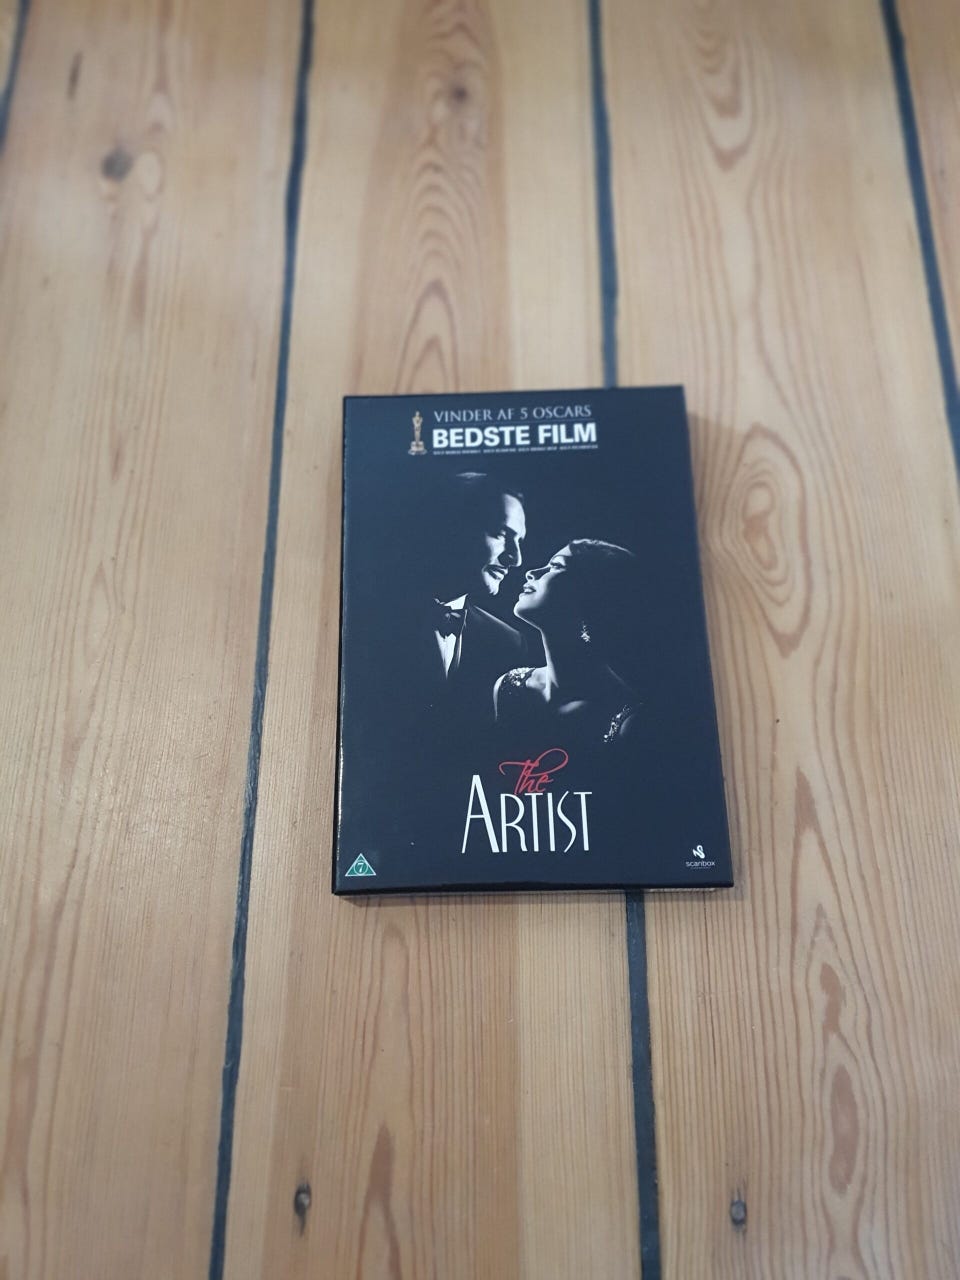 VINDER AF 5 OSCARS
BEDSTE FILM
The
ARTIST
7
scanbox